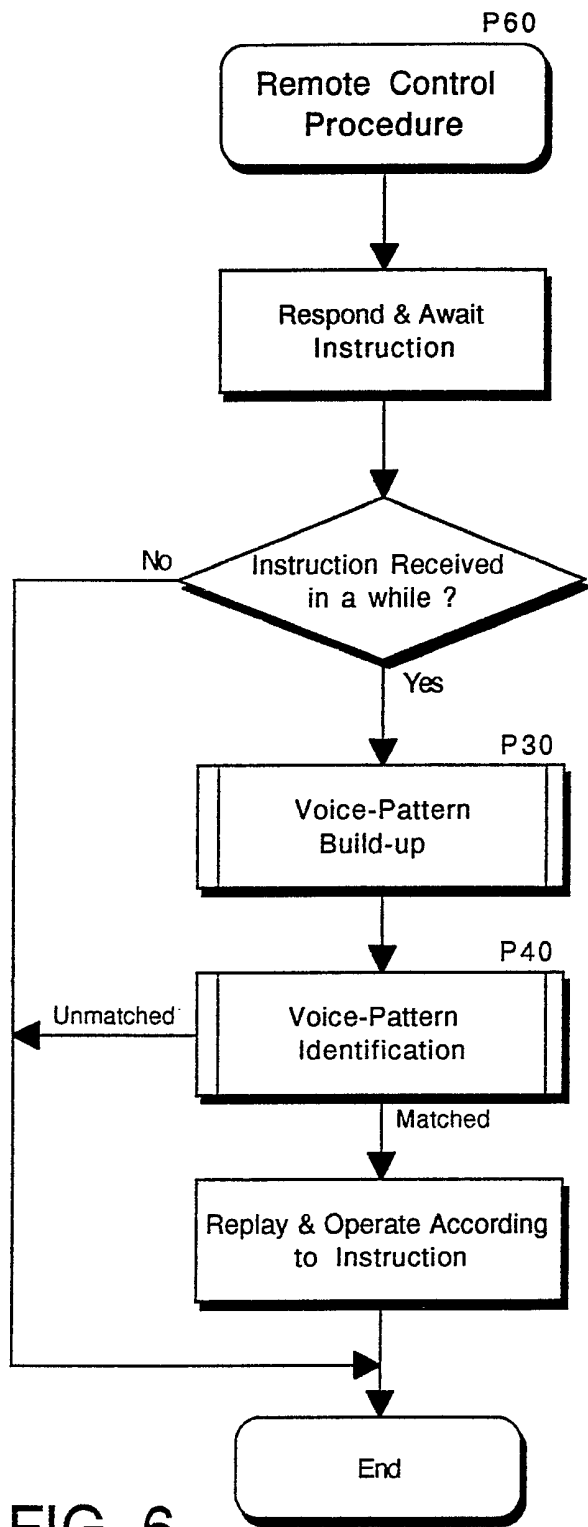 P60
Remote Control
Procedure
Respond & Await
Instruction
No
Instruction Received
in a while ?
Yes
P30
Voice-Pattern
Build-up
P40
Unmatched
Voice-Pattern
Identification
Matched
Replay & Operate According
to Instruction
End
FIG. 6